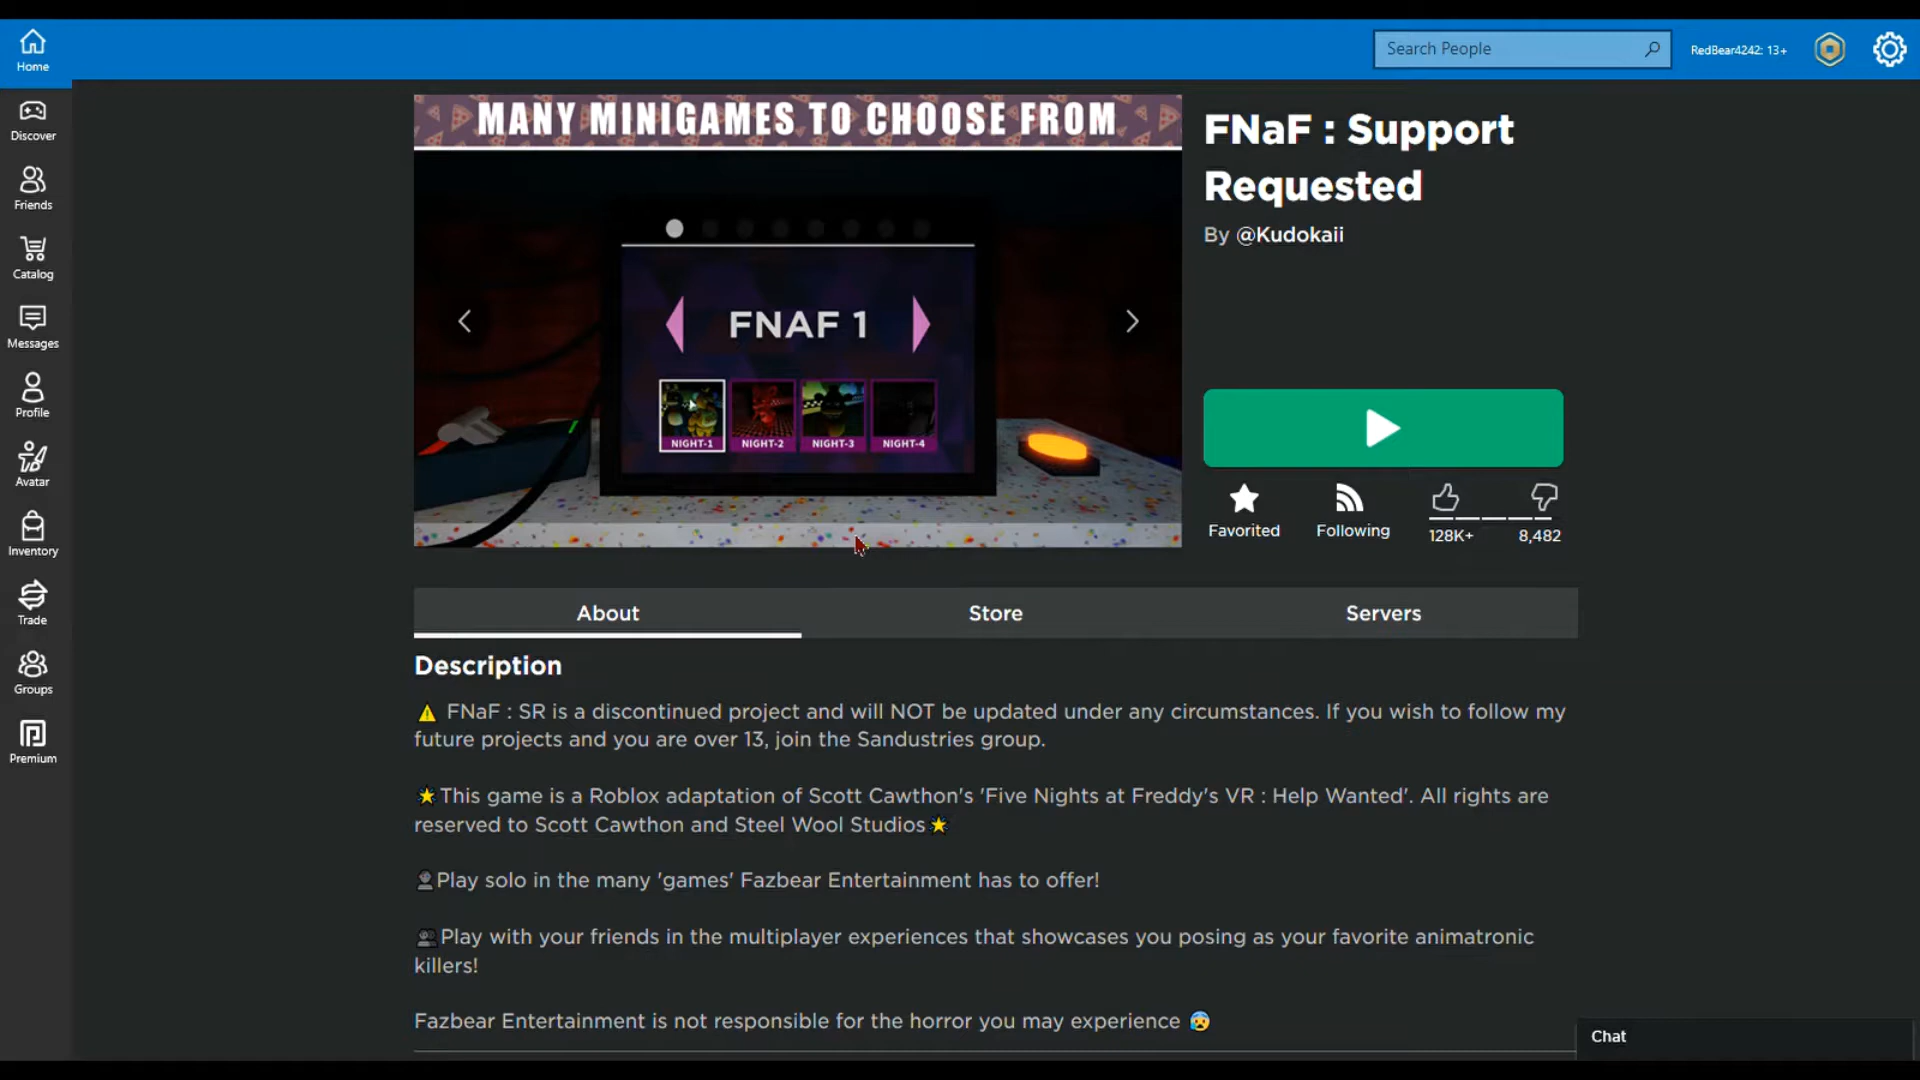 Home
Search People
RedBear4242: 13+
Discover
Friends
Catalog
Messages
Profile
Avatar
Inventory
Trade
Groups
Premium
MANY MINIGAMES TO CHOOSE FROM
FNAF 1
NIGHT-1
NIGHT-2
NIGHT-3
NIGHT-4
FNaF : Support
Requested
By @Kudokaii
Favorited
Following
128K+
8,482
About
Store
Servers
Description
⚠ FNaF : SR is a discontinued project and will NOT be updated under any circumstances. If you wish to follow my
future projects and you are over 13, join the Sandustries group.
🌟This game is a Roblox adaptation of Scott Cawthon's 'Five Nights at Freddy's VR : Help Wanted'. All rights are
reserved to Scott Cawthon and Steel Wool Studios🌟
👤Play solo in the many 'games' Fazbear Entertainment has to offer!
👥Play with your friends in the multiplayer experiences that showcases you posing as your favorite animatronic
killers!
Fazbear Entertainment is not responsible for the horror you may experience 😰
Chat